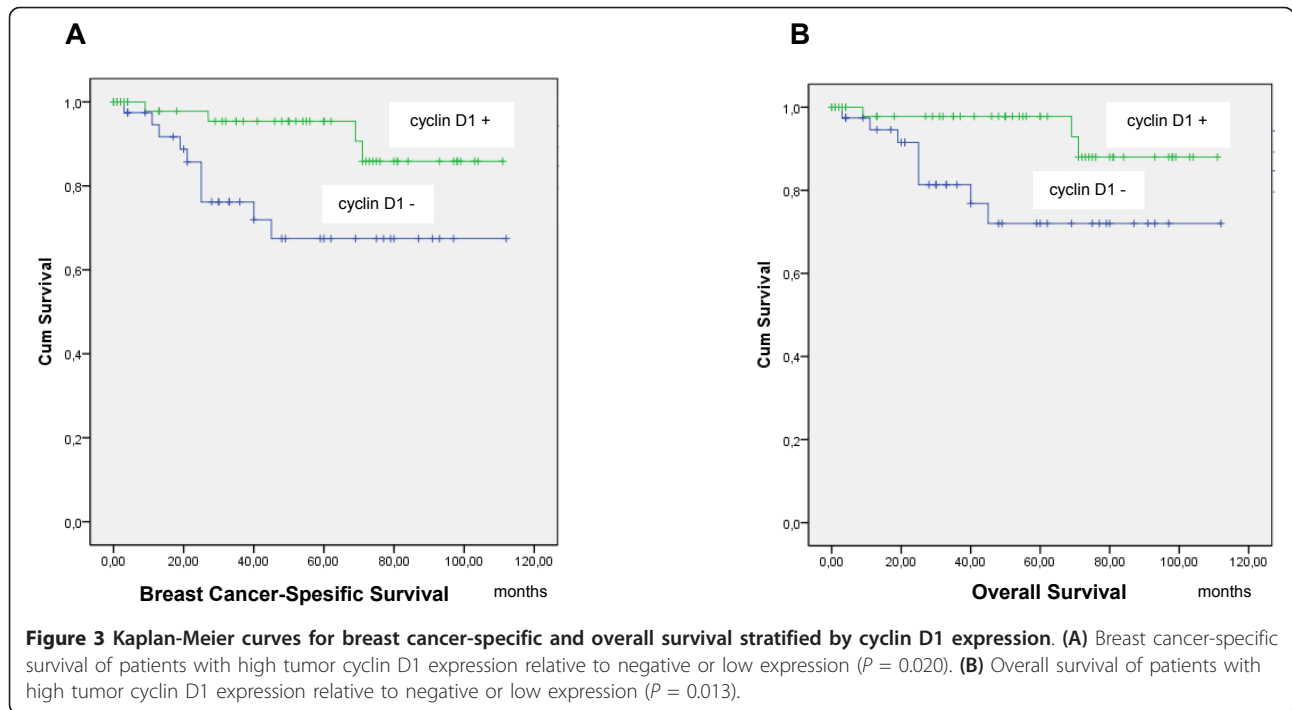 A
B
1,0
0,8
0,6
0,4
0,2
0,0
Cum Survival
cyclin D1 +
cyclin D1 -
0,00 20,00 40,00 60,00 80,00 100,00 120,00
Breast Cancer-Spesific Survival months
1,0
0,8
0,6
0,4
0,2
0,0
Cum Survival
cyclin D1 +
cyclin D1 -
0,00 20,00 40,00 60,00 80,00 100,00 120,00
Overall Survival months
Figure 3 Kaplan-Meier curves for breast cancer-specific and overall survival stratified by cyclin D1 expression. (A) Breast cancer-specific
survival of patients with high tumor cyclin D1 expression relative to negative or low expression (P = 0.020). (B) Overall survival of patients with
high tumor cyclin D1 expression relative to negative or low expression (P = 0.013).